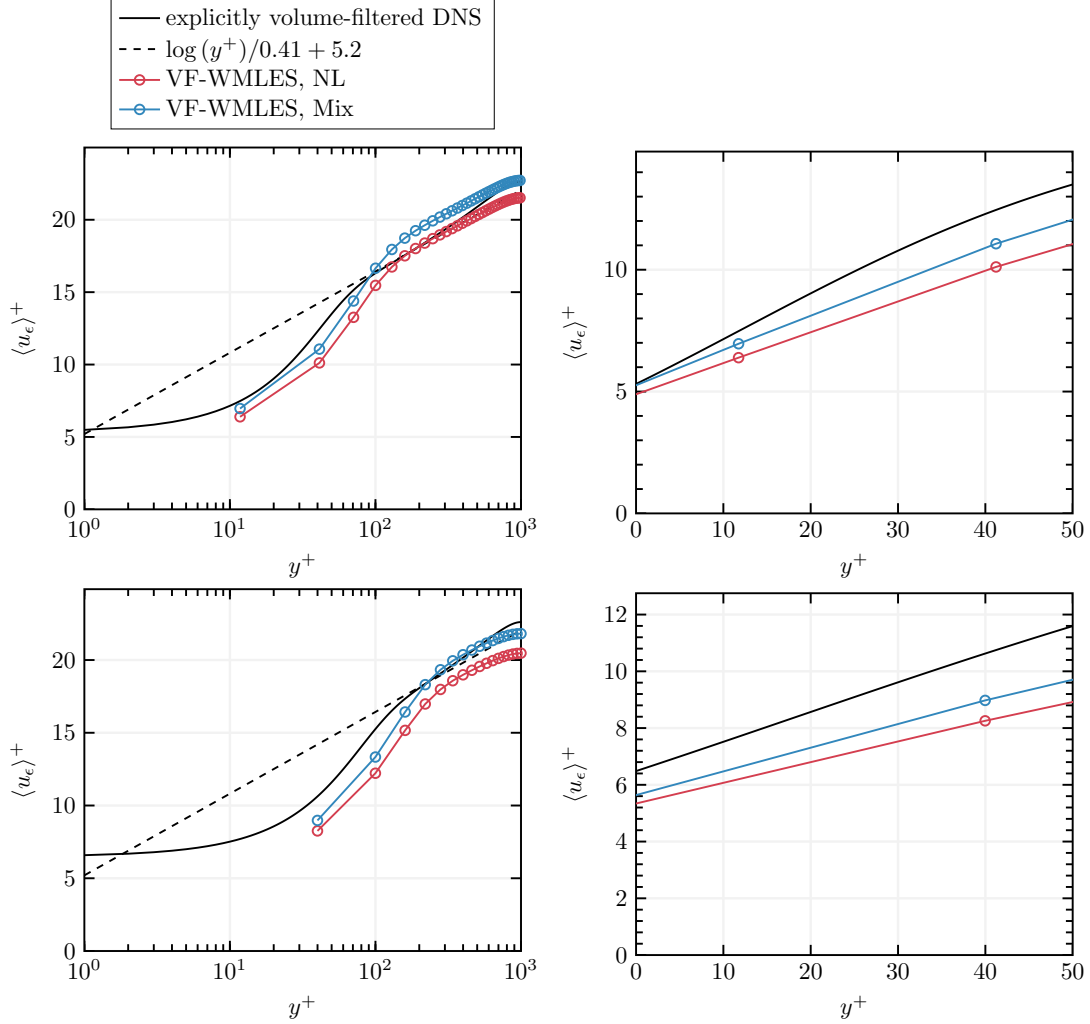 explicitly volume-filtered DNS
log (y⁺)/0.41 + 5.2
VF-WMLES, NL
VF-WMLES, Mix
20
15
10
5
0
10⁰ 10¹ 10² 10³
y⁺
⟨u_ϵ⟩⁺
10
5
0
0 10 20 30 40 50
y⁺
⟨u_ϵ⟩⁺
20
15
10
5
0
10⁰ 10¹ 10² 10³
y⁺
⟨u_ϵ⟩⁺
12
10
8
6
4
2
0
0 10 20 30 40 50
y⁺
⟨u_ϵ⟩⁺